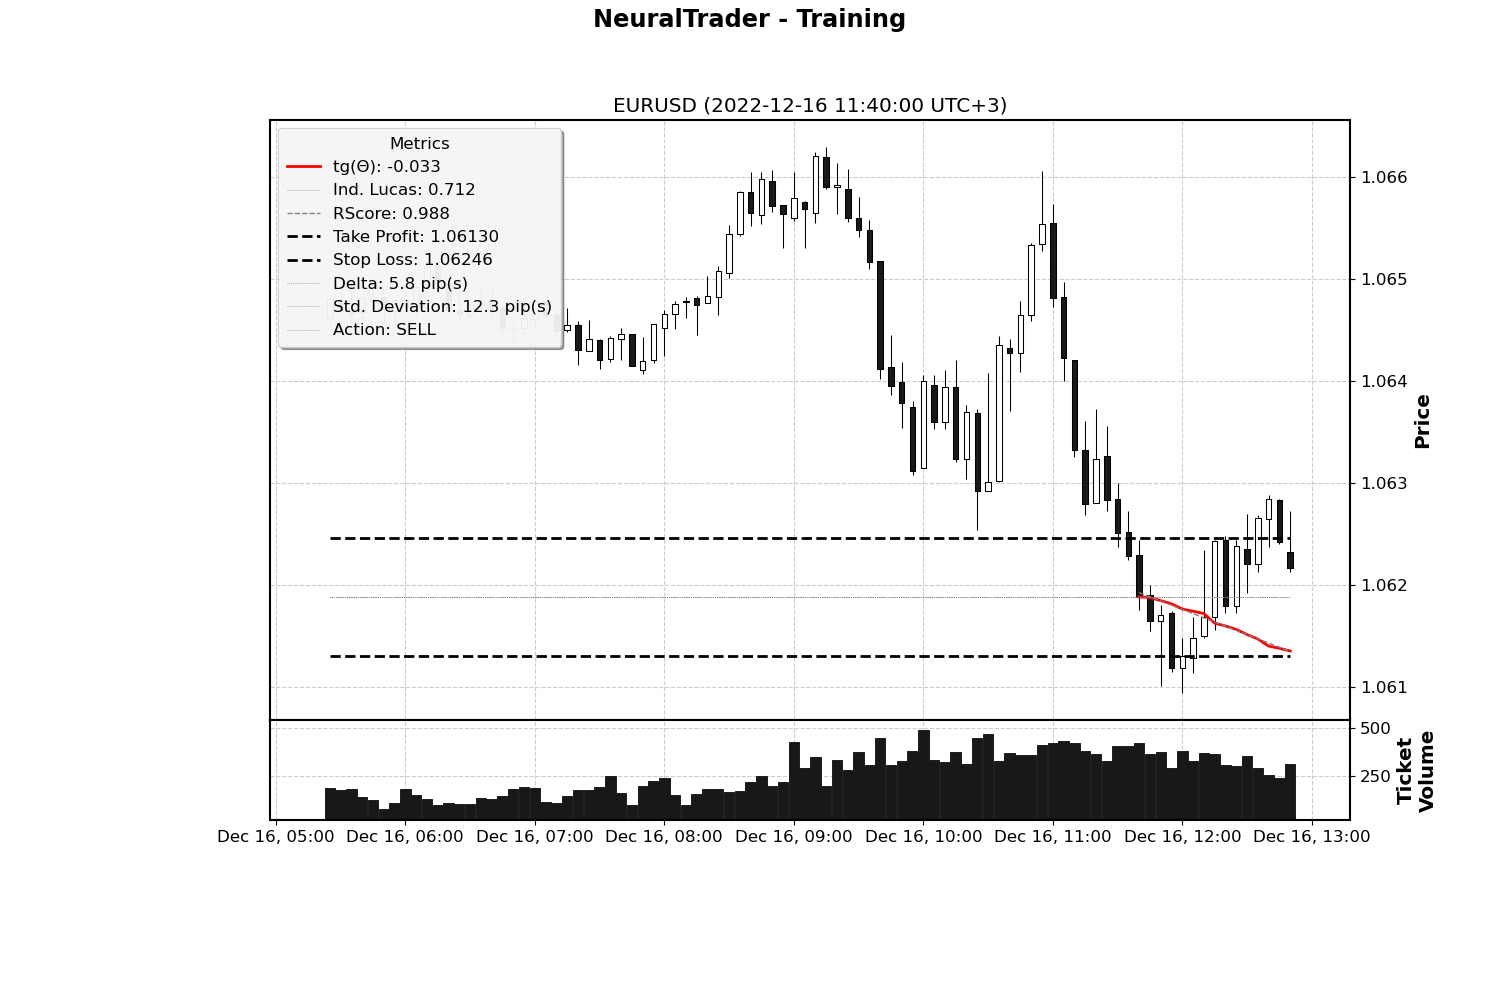 NeuralTrader - Training
EURUSD (2022-12-16 11:40:00 UTC+3)
Metrics
tg(Θ): -0.033
Ind. Lucas: 0.712
RScore: 0.988
Take Profit: 1.06130
Stop Loss: 1.06246
Delta: 5.8 pip(s)
Std. Deviation: 12.3 pip(s)
Action: SELL
1.066
1.065
1.064
1.063
1.062
1.061
Price
500
250
Ticket
Volume
Dec 16, 05:00 Dec 16, 06:00 Dec 16, 07:00 Dec 16, 08:00 Dec 16, 09:00 Dec 16, 10:00 Dec 16, 11:00 Dec 16, 12:00 Dec 16, 13:00